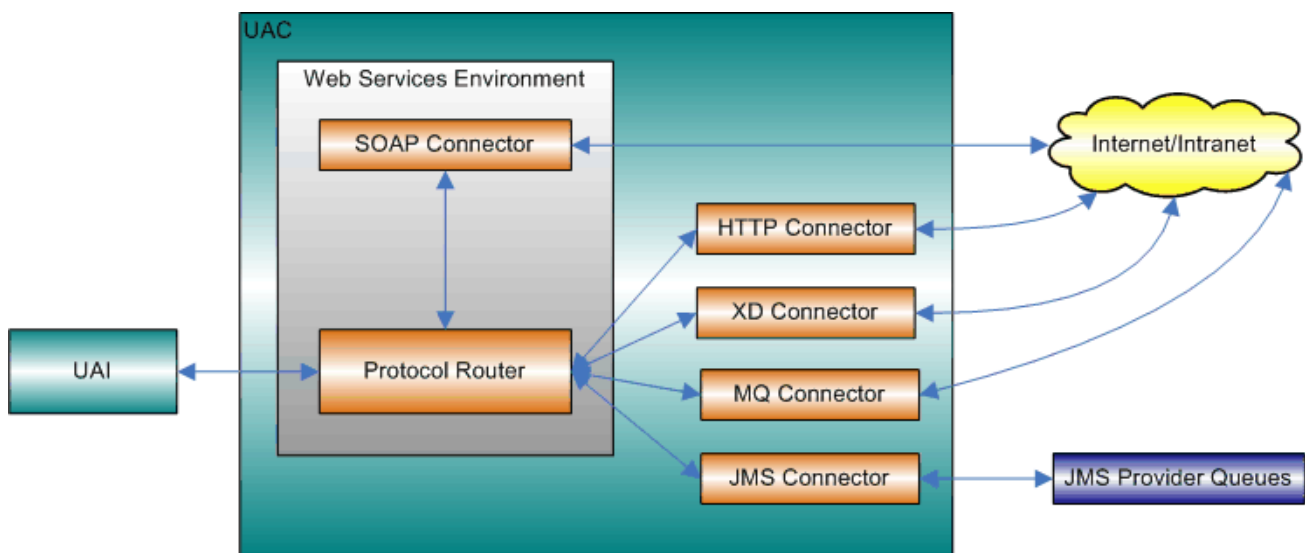 UAC
Web Services Environment
SOAP Connector
Internet/Intranet
HTTP Connector
XD Connector
UAI
Protocol Router
MQ Connector
JMS Connector
JMS Provider Queues